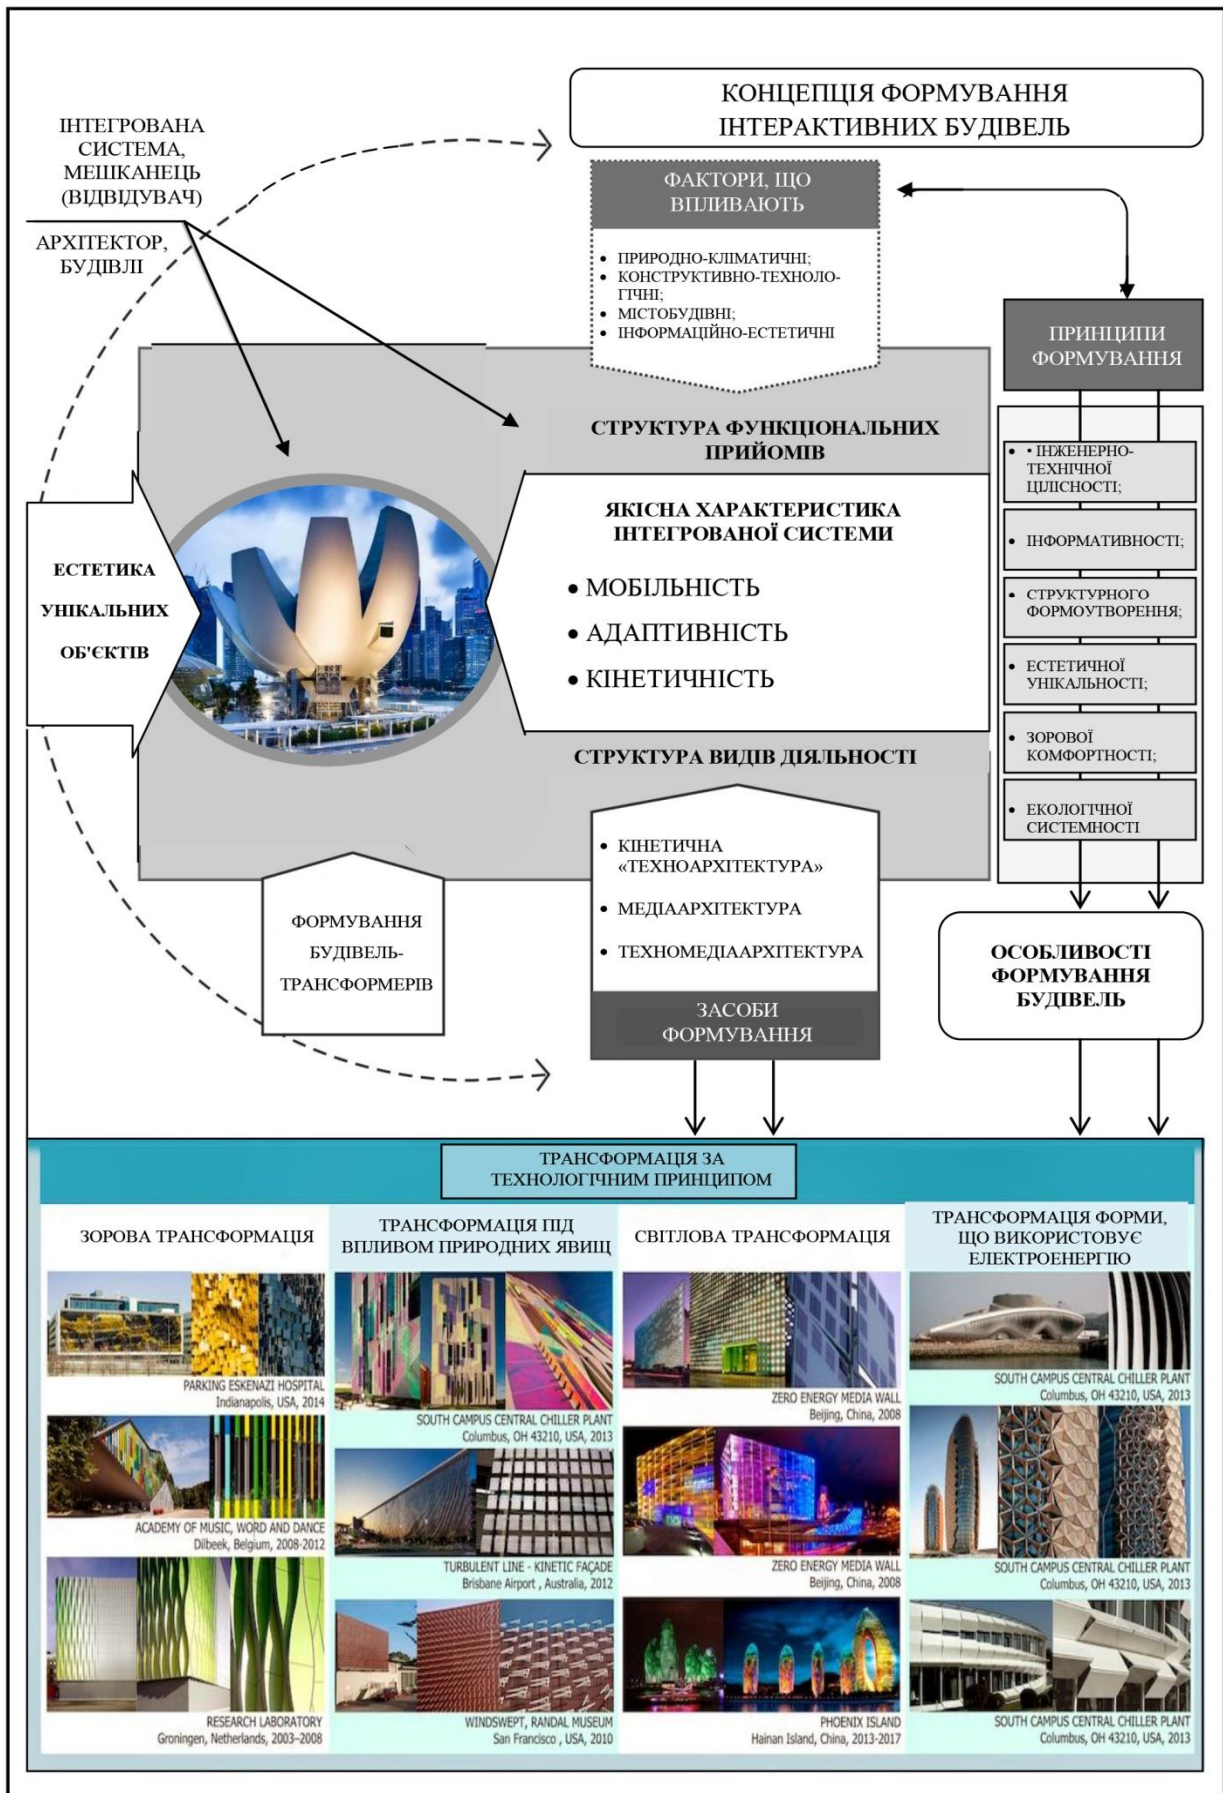 КОНЦЕПЦІЯ ФОРМУВАННЯ
ІНТЕРАКТИВНИХ БУДІВЕЛЬ
ІНТЕГРОВАНА
СИСТЕМА,
МЕШКАНЕЦЬ
(ВІДВІДУВАЧ)
АРХІТЕКТОР,
БУДІВЛІ
ФАКТОРИ, ЩО
ВПЛИВАЮТЬ
• ПРИРОДНО-КЛІМАТИЧНІ;
• КОНСТРУКТИВНО-ТЕХНОЛО-
ГІЧНІ;
• МІСТОБУДІВНІ;
• ІНФОРМАЦІЙНО-ЕСТЕТИЧНІ
ПРИНЦИПИ
ФОРМУВАННЯ
• • ІНЖЕНЕРНО-
ТЕХНІЧНОЇ
ЦІЛІСНОСТІ;
• ІНФОРМАТИВНОСТІ;
• СТРУКТУРНОГО
ФОРМОУТВОРЕННЯ;
• ЕСТЕТИЧНОЇ
УНІКАЛЬНОСТІ;
• ЗОРОВОЇ
КОМФОРТНОСТІ;
• ЕКОЛОГІЧНОЇ
СИСТЕМНОСТІ
СТРУКТУРА ФУНКЦІОНАЛЬНИХ
ПРИЙОМІВ
ЯКІСНА ХАРАКТЕРИСТИКА
ІНТЕГРОВАНОЇ СИСТЕМИ
• МОБІЛЬНІСТЬ
• АДАПТИВНІСТЬ
• КІНЕТИЧНІСТЬ
ЕСТЕТИКА
УНІКАЛЬНИХ
ОБ'ЄКТІВ
СТРУКТУРА ВИДІВ ДІЯЛЬНОСТІ
• КІНЕТИЧНА
«ТЕХНОАРХІТЕКТУРА»
• МЕДІААРХІТЕКТУРА
• ТЕХНОМЕДІААРХІТЕКТУРА
ЗАСОБИ
ФОРМУВАННЯ
ФОРМУВАННЯ
БУДІВЕЛЬ-
ТРАНСФОРМЕРІВ
ОСОБЛИВОСТІ
ФОРМУВАННЯ
БУДІВЕЛЬ
ТРАНСФОРМАЦІЯ ЗА
ТЕХНОЛОГІЧНИМ ПРИНЦИПОМ
ЗОРОВА ТРАНСФОРМАЦІЯ
PARKING ESKENAZI HOSPITAL
Indianapolis, USA, 2014
ACADEMY OF MUSIC, WORD AND DANCE
Dilbeek, Belgium, 2008-2012
RESEARCH LABORATORY
Groningen, Netherlands, 2003–2008
ТРАНСФОРМАЦІЯ ПІД
ВПЛИВОМ ПРИРОДНИХ ЯВИЩ
SOUTH CAMPUS CENTRAL CHILLER PLANT
Columbus, OH 43210, USA, 2013
TURBULENT LINE - KINETIC FAÇADE
Brisbane Airport , Australia, 2012
WINDSWEPT, RANDAL MUSEUM
San Francisco , USA, 2010
СВІТЛОВА ТРАНСФОРМАЦІЯ
ZERO ENERGY MEDIA WALL
Beijing, China, 2008
ZERO ENERGY MEDIA WALL
Beijing, China, 2008
PHOENIX ISLAND
Hainan Island, China, 2013-2017
ТРАНСФОРМАЦІЯ ФОРМИ,
ЩО ВИКОРИСТОВУЄ
ЕЛЕКТРОЕНЕРГІЮ
SOUTH CAMPUS CENTRAL CHILLER PLANT
Columbus, OH 43210, USA, 2013
SOUTH CAMPUS CENTRAL CHILLER PLANT
Columbus, OH 43210, USA, 2013
SOUTH CAMPUS CENTRAL CHILLER PLANT
Columbus, OH 43210, USA, 2013